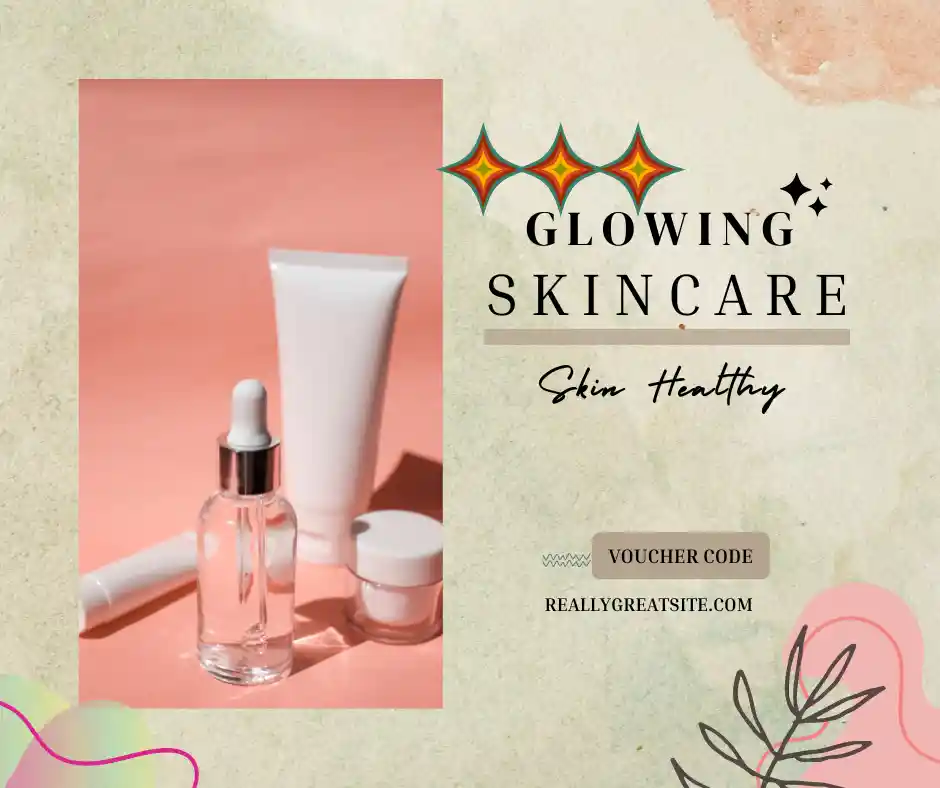 GLOWING
SKINCARE
Skin Healthy
VOUCHER CODE
REALLYGREATSITE.COM